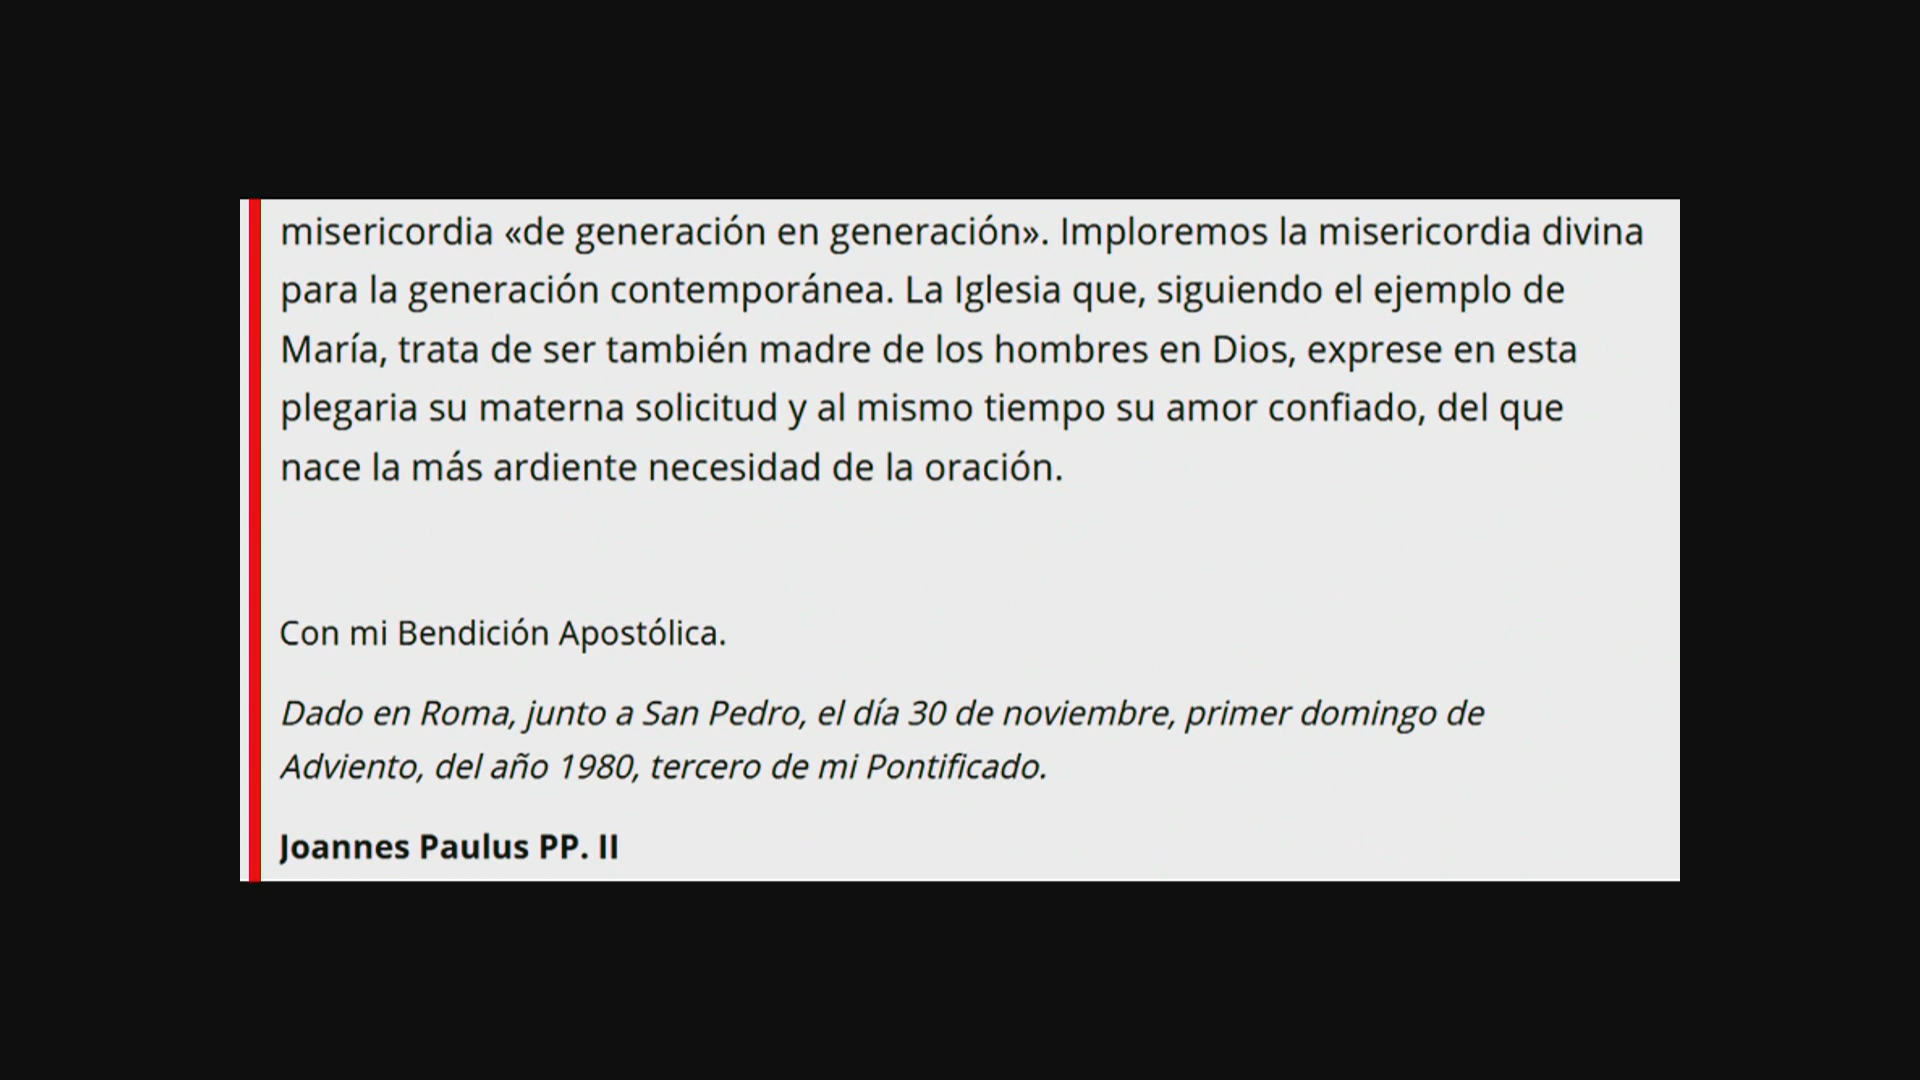 misericordia «de generación en generación». Imploremos la misericordia divina
para la generación contemporánea. La Iglesia que, siguiendo el ejemplo de
María, trata de ser también madre de los hombres en Dios, exprese en esta
plegaria su materna solicitud y al mismo tiempo su amor confiado, del que
nace la más ardiente necesidad de la oración.
Con mi Bendición Apostólica.
Dado en Roma, junto a San Pedro, el día 30 de noviembre, primer domingo de
Adviento, del año 1980, tercero de mi Pontificado.
Joannes Paulus PP. II